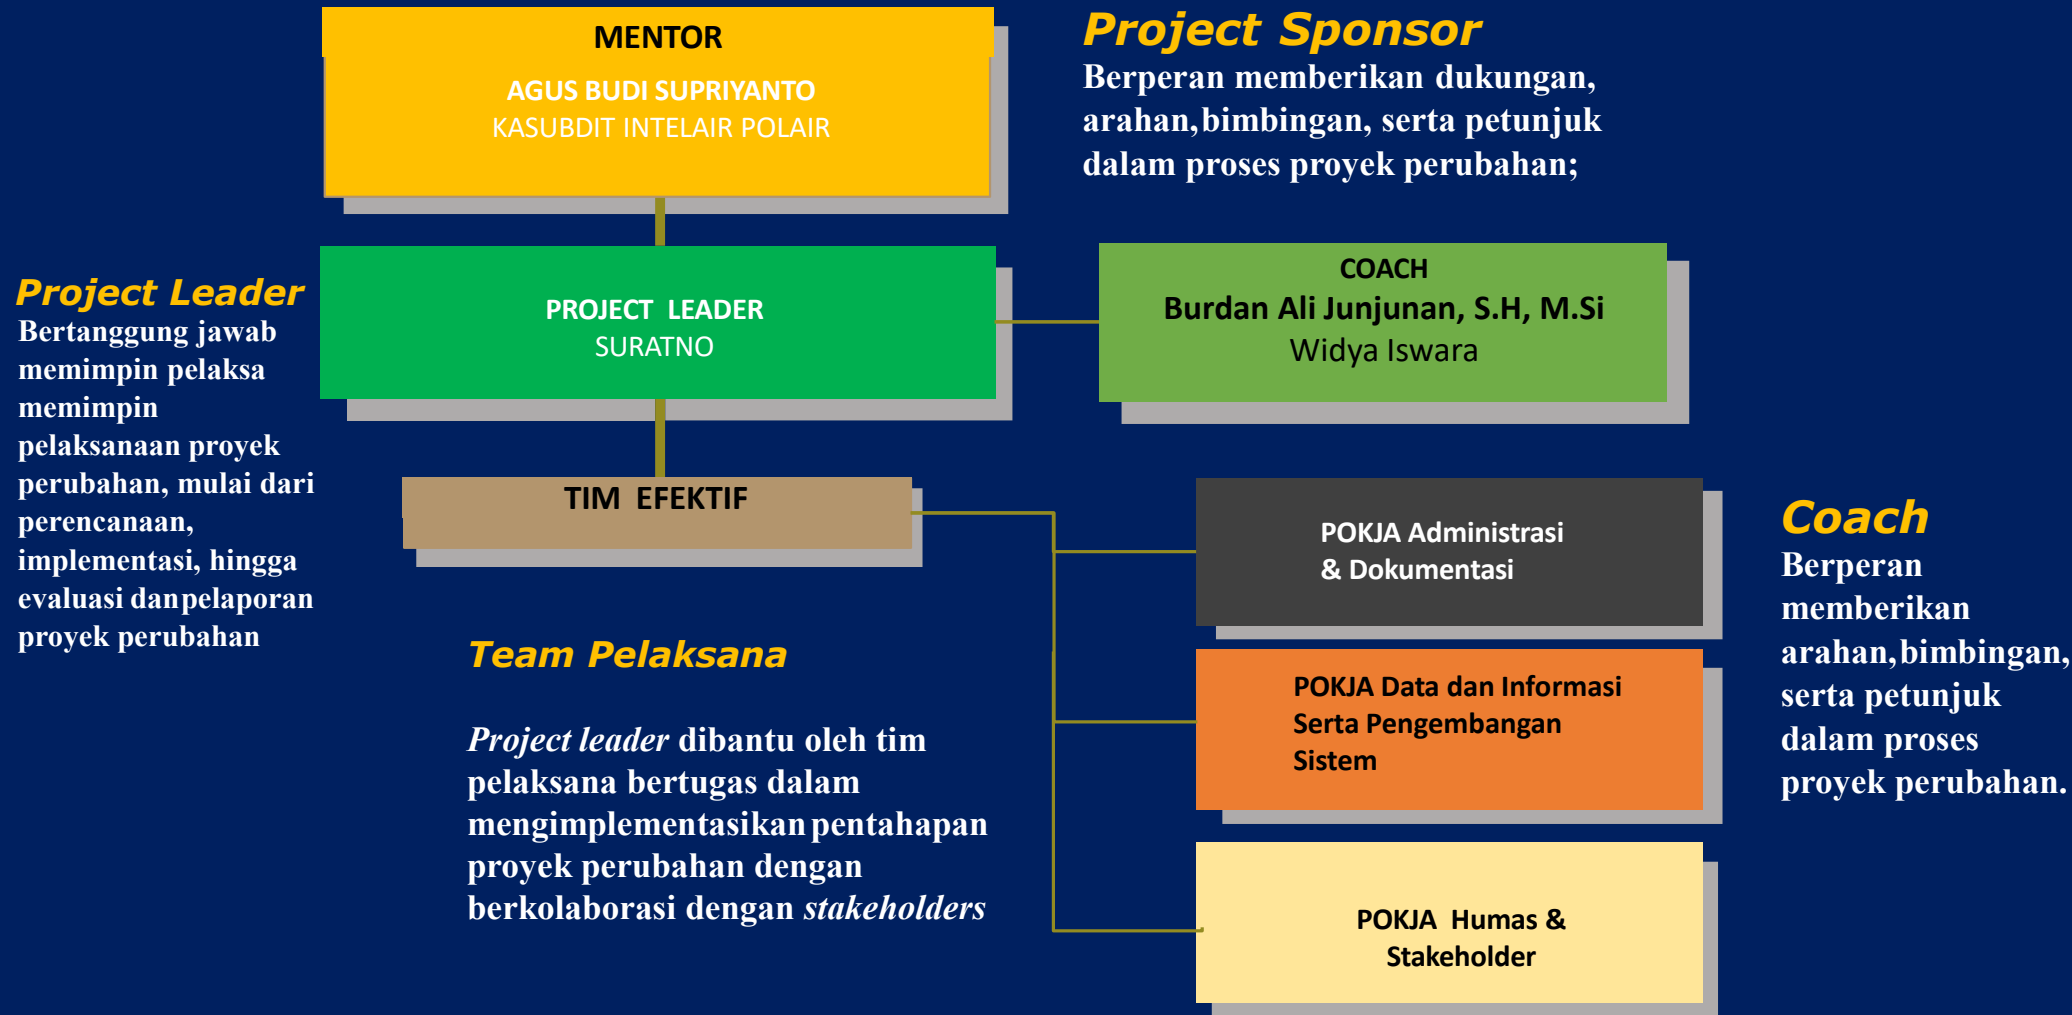 MENTOR
AGUS BUDI SUPRIYANTO
KASUBDIT INTELAIR POLAIR
Project Sponsor
Berperan memberikan dukungan,
arahan,bimbingan, serta petunjuk
dalam proses proyek perubahan;
Project Leader
Bertanggung jawab
memimpin pelaksa
memimpin
pelaksanaan proyek
perubahan, mulai dari
perencanaan,
implementasi, hingga
evaluasi danpelaporan
proyek perubahan
PROJECT LEADER
SURATNO
COACH
Burdan Ali Junjunan, S.H, M.Si
Widya Iswara
TIM EFEKTIF
Team Pelaksana
Project leader dibantu oleh tim
pelaksana bertugas dalam
mengimplementasikan pentahapan
proyek perubahan dengan
berkolaborasi dengan stakeholders
POKJA Administrasi
& Dokumentasi
POKJA Data dan Informasi
Serta Pengembangan
Sistem
POKJA Humas &
Stakeholder
Coach
Berperan
memberikan
arahan,bimbingan,
serta petunjuk
dalam proses
proyek perubahan.